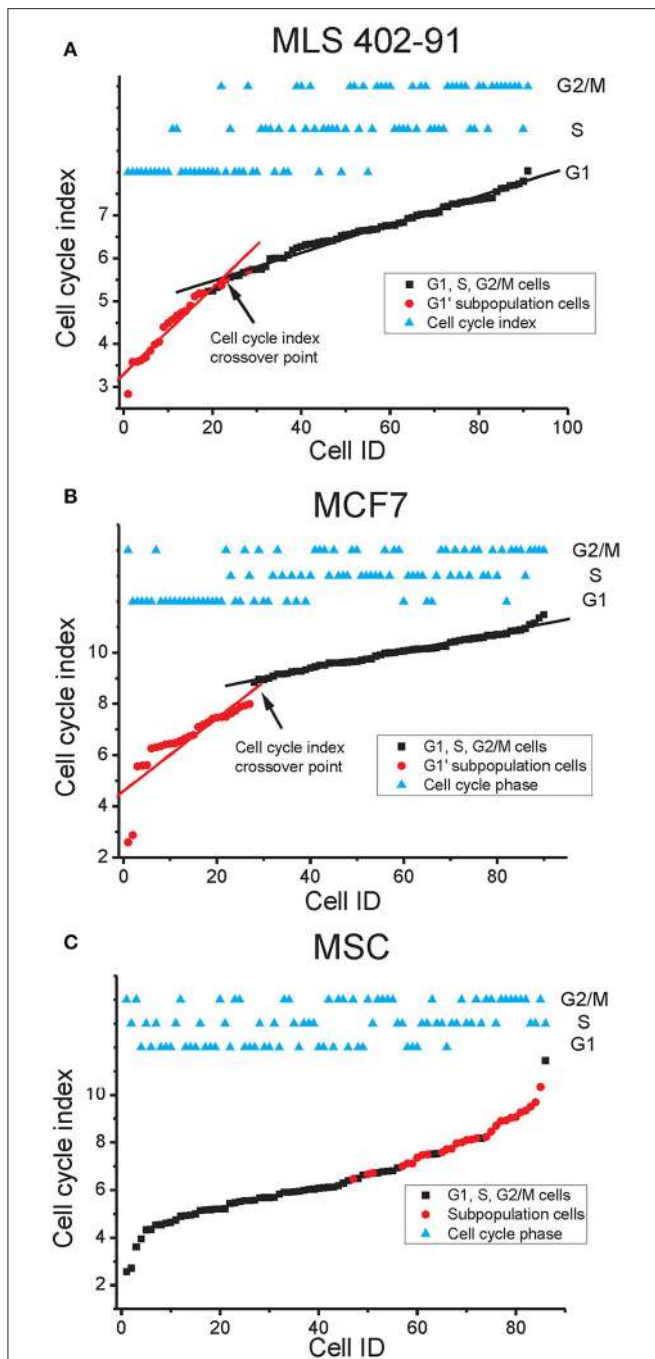 A
MLS 402-91
G2/M
S
G1
Cell cycle index
7
6
5
4
3
Cell cycle index
crossover point
G1, S, G2/M cells
G1' subpopulation cells
Cell cycle index
0
20
40
60
80
100
Cell ID
B
MCF7
G2/M
S
G1
Cell cycle index
10
8
6
4
2
Cell cycle index
crossover point
G1, S, G2/M cells
G1' subpopulation cells
Cell cycle phase
0
20
40
60
80
Cell ID
C
MSC
G2/M
S
G1
Cell cycle index
10
8
6
4
2
G1, S, G2/M cells
Subpopulation cells
Cell cycle phase
0
20
40
60
80
Cell ID